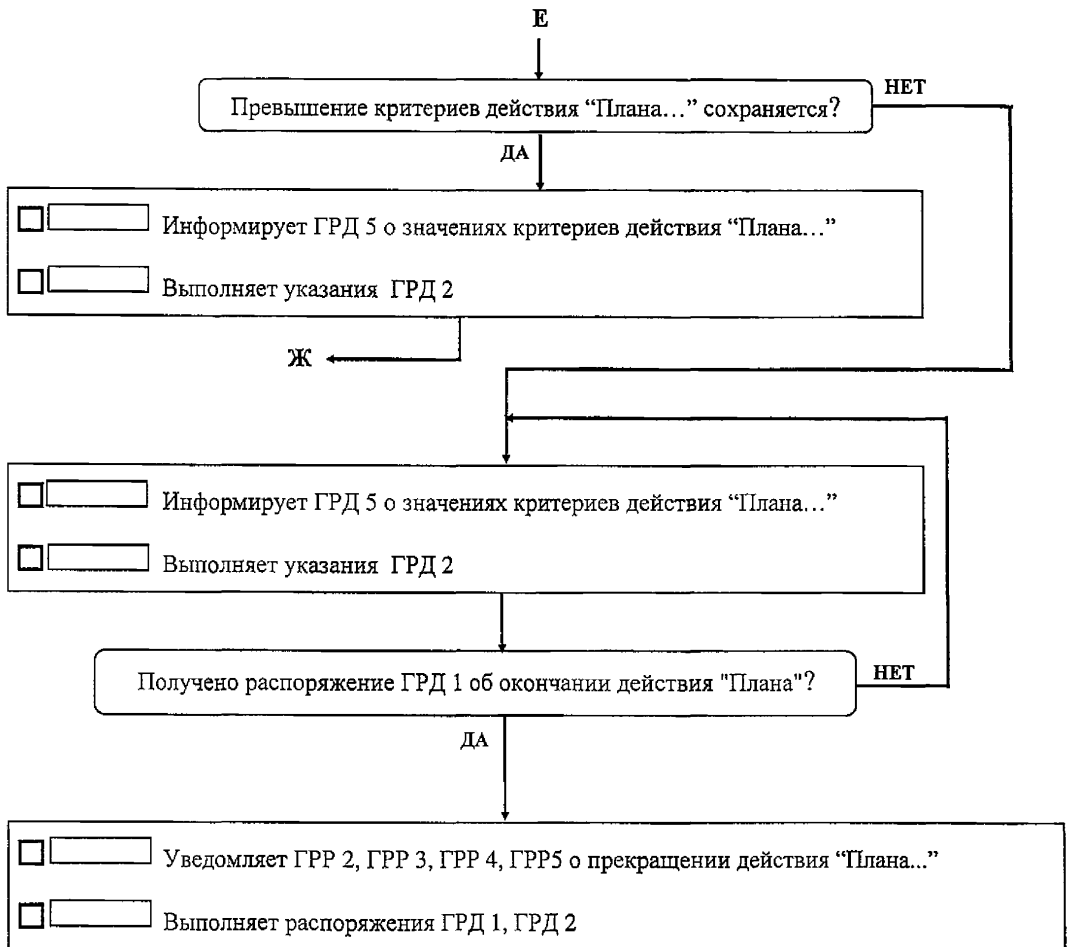 Е
НЕТ
Превышение критериев действия “Плана...” сохраняется?
ДА
Информирует ГРД 5 о значениях критериев действия “Плана...”
Выполняет указания ГРД 2
Ж
Информирует ГРД 5 о значениях критериев действия “Плана...”
Выполняет указания ГРД 2
Получено распоряжение ГРД 1 об окончании действия "Плана"?
НЕТ
ДА
Уведомляет ГРР 2, ГРР 3, ГРР 4, ГРР5 о прекращении действия “Плана...”
Выполняет распоряжения ГРД 1, ГРД 2